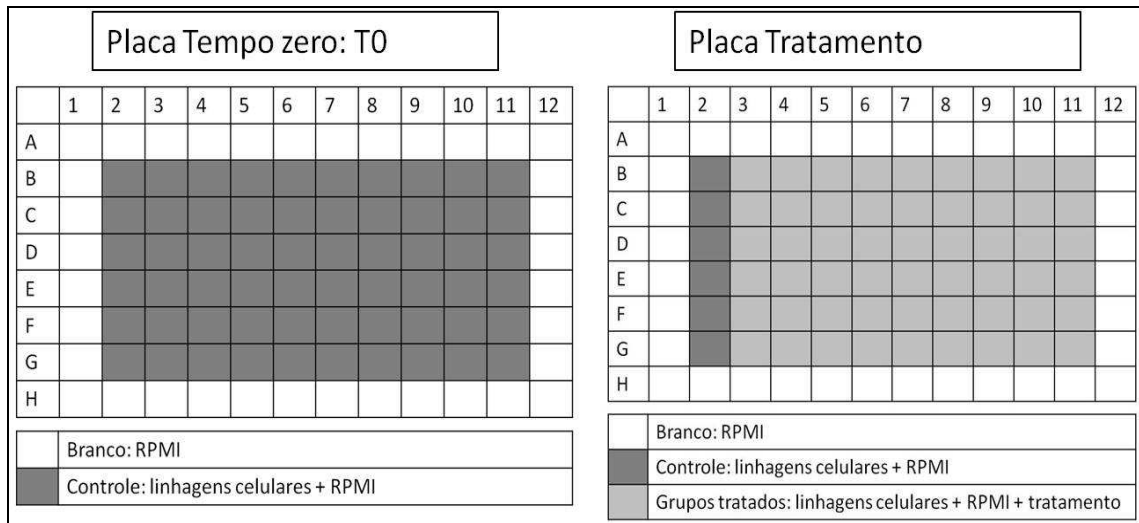 Placa Tempo zero: T0
1 2 3 4 5 6 7 8 9 10 11 12
A
B
C
D
E
F
G
H
Branco: RPMI
Controle: linhagens celulares + RPMI
Placa Tratamento
1 2 3 4 5 6 7 8 9 10 11 12
A
B
C
D
E
F
G
H
Branco: RPMI
Controle: linhagens celulares + RPMI
Grupos tratados: linhagens celulares + RPMI + tratamento